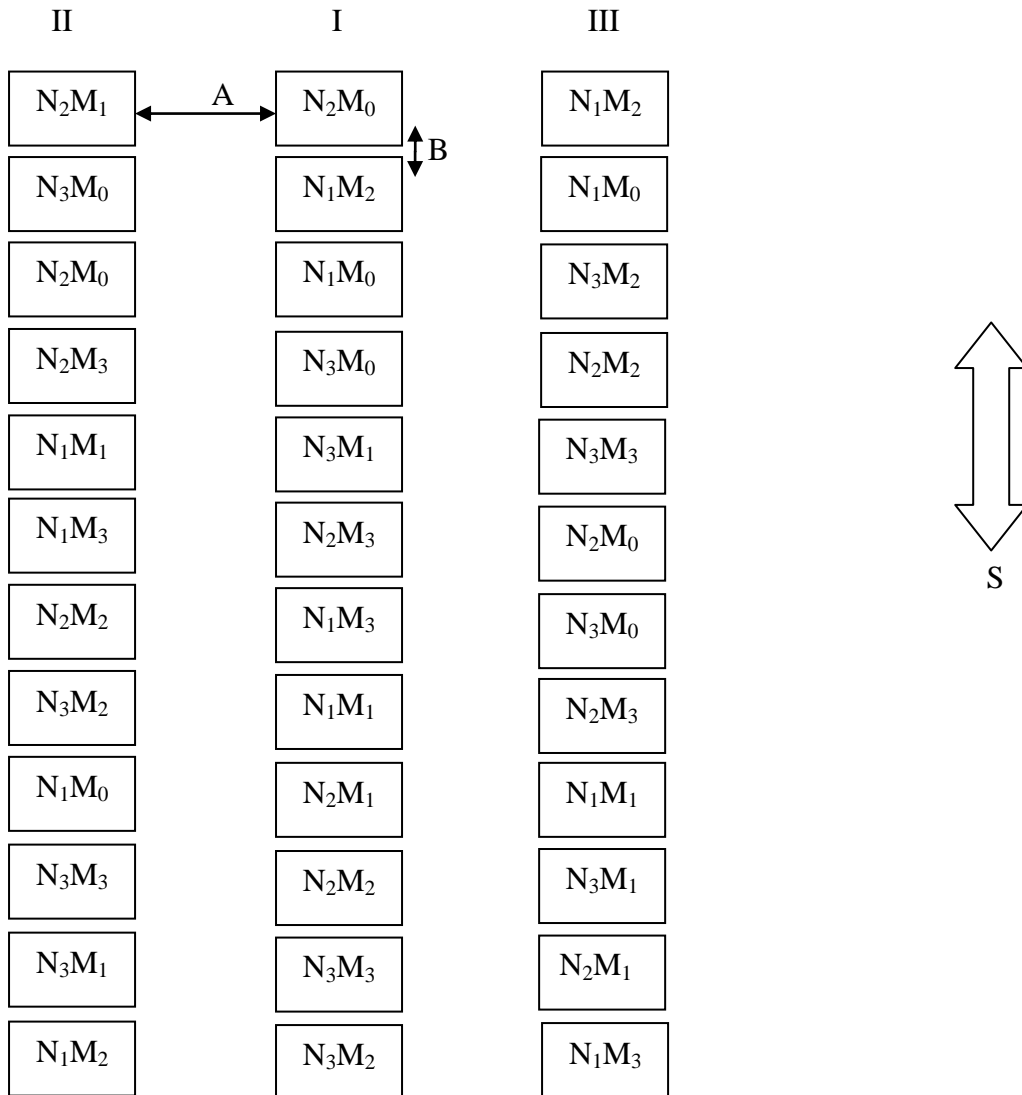 II I III
N₂M₁ A N₂M₀ N₁M₂
B
N₃M₀ N₁M₂ N₁M₀
N₂M₀ N₁M₀ N₃M₂
N₂M₃ N₃M₀ N₂M₂
N₁M₁ N₃M₁ N₃M₃
N₁M₃ N₂M₃ N₂M₀
S
N₂M₂ N₁M₃ N₃M₀
N₃M₂ N₁M₁ N₂M₃
N₁M₀ N₂M₁ N₁M₁
N₃M₃ N₂M₂ N₃M₁
N₃M₁ N₃M₃ N₂M₁
N₁M₂ N₃M₂ N₁M₃